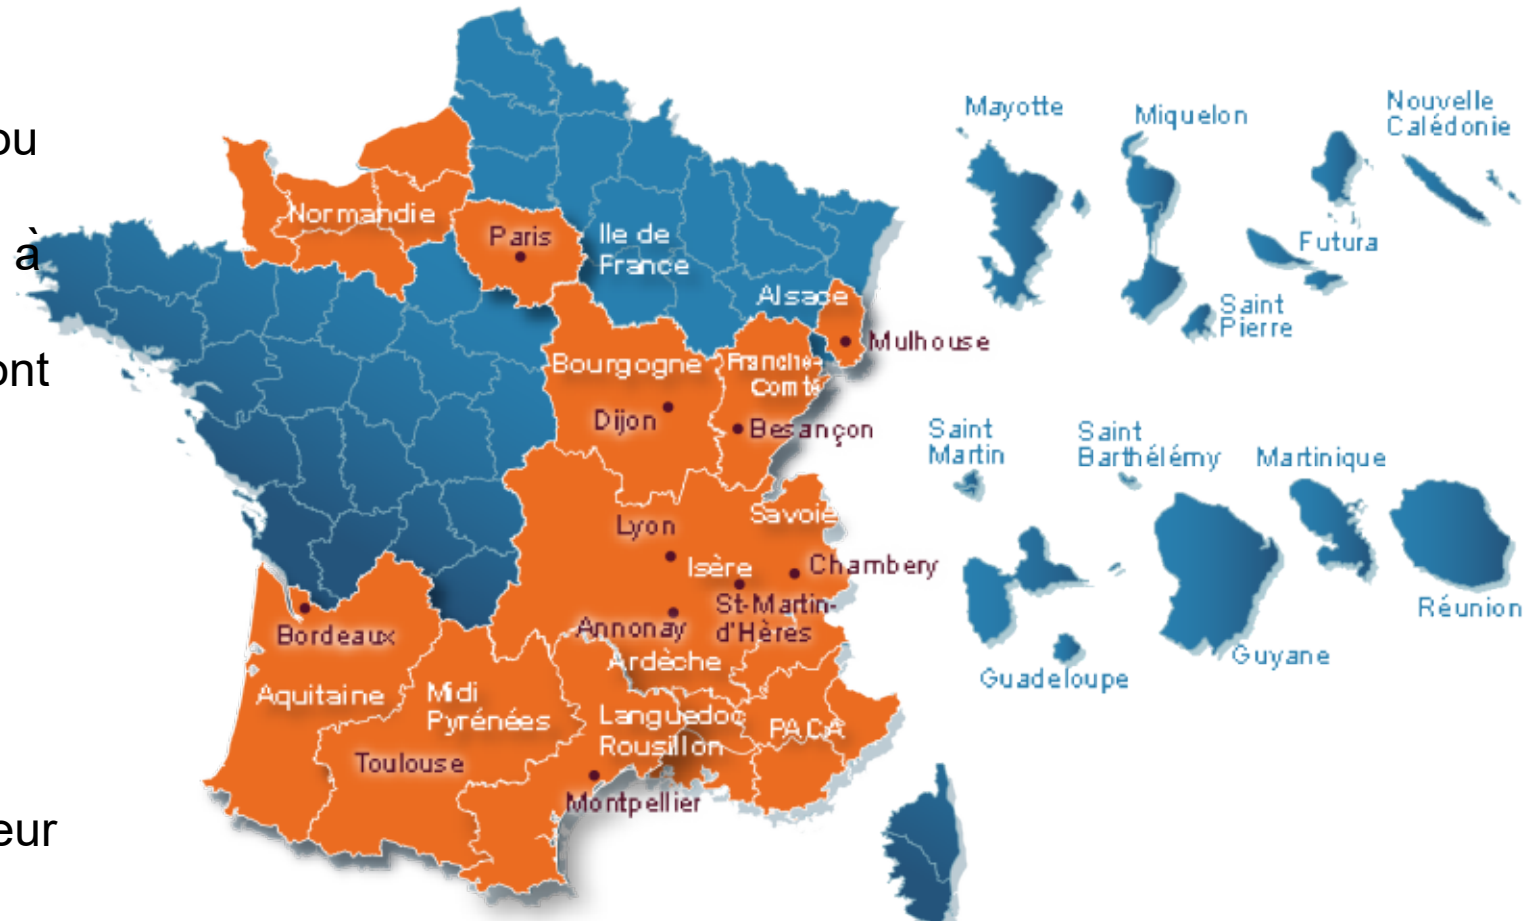 ou
à
ont
eur
Normandie
Paris
Ile de
France
Alsace
Mulhouse
Bourgogne
Dijon
Franche-
Comté
Besançon
Lyon
Savoie
Isère
Chambery
St-Martin-
d'Hères
Annonay
Ardèche
Bordeaux
Aquitaine
Midi
Pyrénées
Toulouse
Languedoc
Rousillon
PACA
Montpellier
Mayotte
Miquelon
Nouvelle
Calédonie
Futura
Saint
Pierre
Saint
Martin
Saint
Barthélémy
Martinique
Réunion
Guyane
Guadeloupe